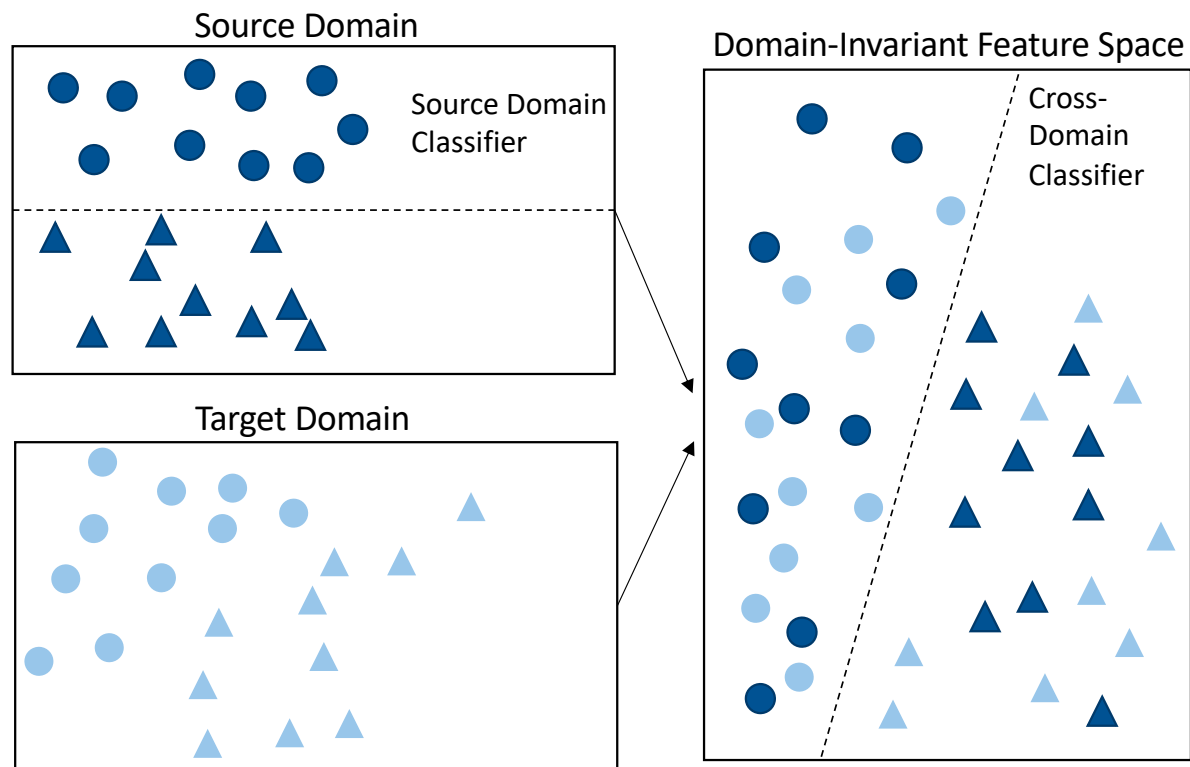 Source Domain
Source Domain
Classifier
Target Domain
Domain-Invariant Feature Space
Cross-
Domain
Classifier